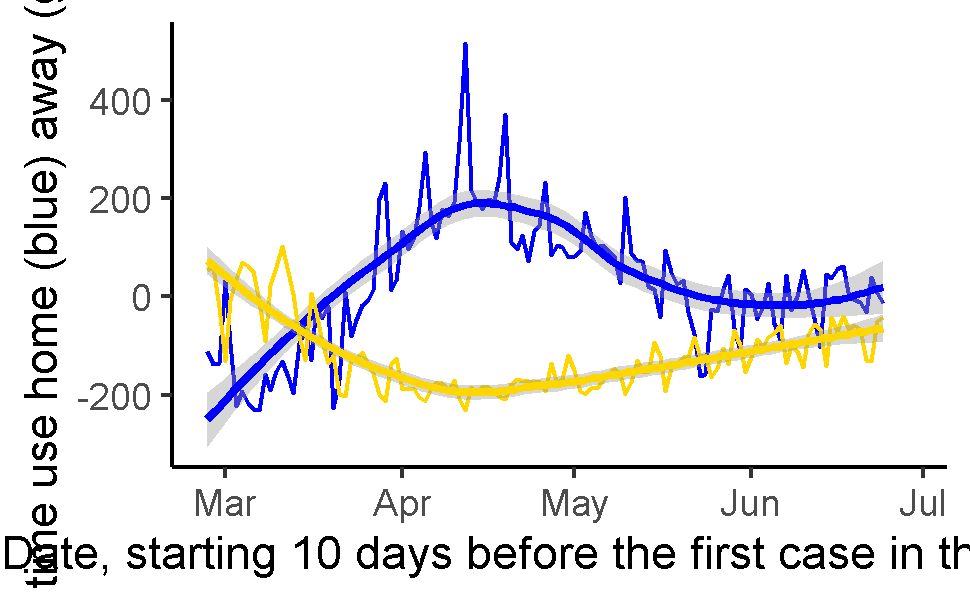 time use home (blue) away (
400
200
0
-200
Mar Apr May Jun Jul
Date, starting 10 days before the first case in th